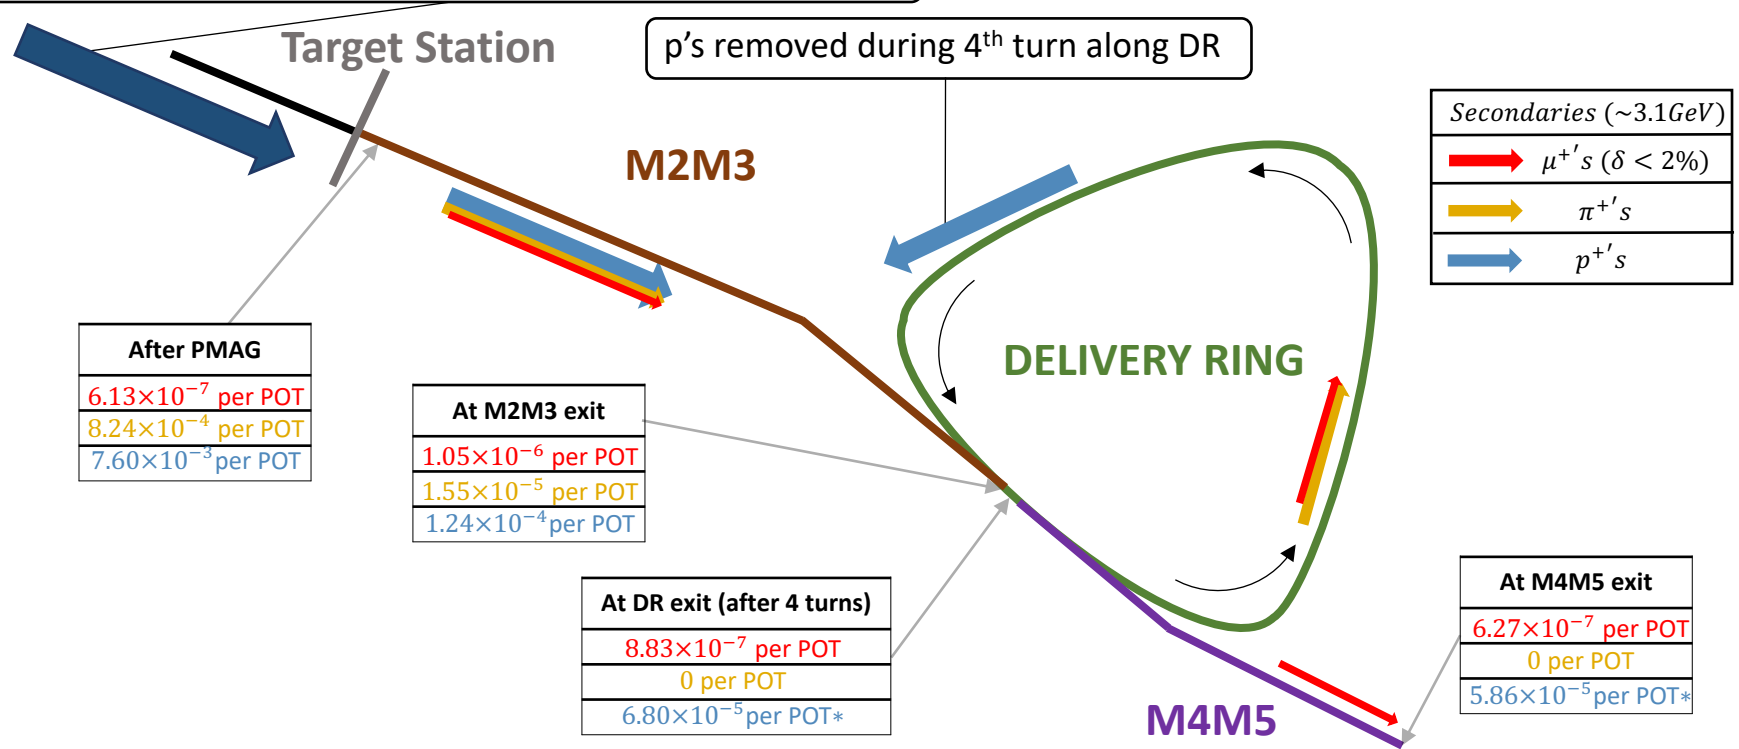 Target Station
p's removed during 4ᵗʰ turn along DR
M2M3
Secondaries (~3.1GeV)
μ⁺′s (δ < 2%)
π⁺′s
p⁺′s
After PMAG
6.13×10⁻⁷ per POT
8.24×10⁻⁴ per POT
7.60×10⁻³ per POT
DELIVERY RING
At M2M3 exit
1.05×10⁻⁶ per POT
1.55×10⁻⁵ per POT
1.24×10⁻⁴ per POT
At DR exit (after 4 turns)
8.83×10⁻⁷ per POT
0 per POT
6.80×10⁻⁵ per POT*
At M4M5 exit
6.27×10⁻⁷ per POT
0 per POT
5.86×10⁻⁵ per POT*
M4M5